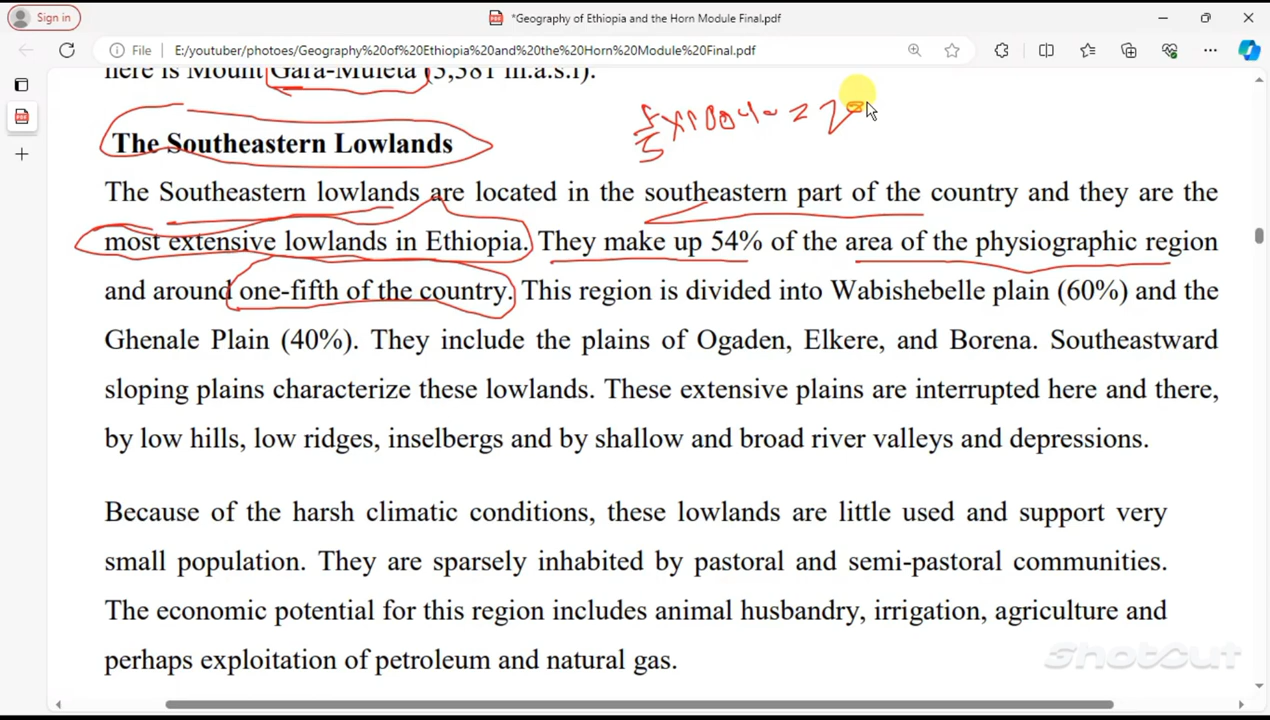 Sign in
*Geography of Ethiopia and the Horn Module Final.pdf
File
E:/youtuber/photoes/Geography%20of%20Ethiopia%20and%20the%20Horn%20Module%20Final.pdf
here is Mount Gara-Muleta (3,381 m.a.s.l).
The Southeastern Lowlands
The Southeastern lowlands are located in the southeastern part of the country and they are the
most extensive lowlands in Ethiopia. They make up 54% of the area of the physiographic region
and around one-fifth of the country. This region is divided into Wabishebelle plain (60%) and the
Ghenale Plain (40%). They include the plains of Ogaden, Elkere, and Borena. Southeastward
sloping plains characterize these lowlands. These extensive plains are interrupted here and there,
by low hills, low ridges, inselbergs and by shallow and broad river valleys and depressions.
Because of the harsh climatic conditions, these lowlands are little used and support very
small population. They are sparsely inhabited by pastoral and semi-pastoral communities.
The economic potential for this region includes animal husbandry, irrigation, agriculture and
perhaps exploitation of petroleum and natural gas.
Shotcut